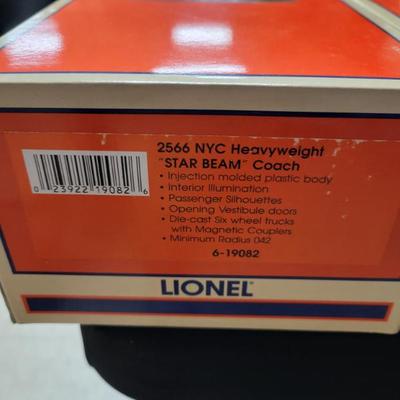 2566 NYC Heavyweight
"STAR BEAM" Coach
• Injection molded plastic body
• Interior Illumination
• Passenger Silhouettes
• Opening Vestibule doors
• Die-cast Six wheel trucks
with Magnetic Couplers
• Minimum Radius 042
6-19082
0 23922 19082 6
LIONEL